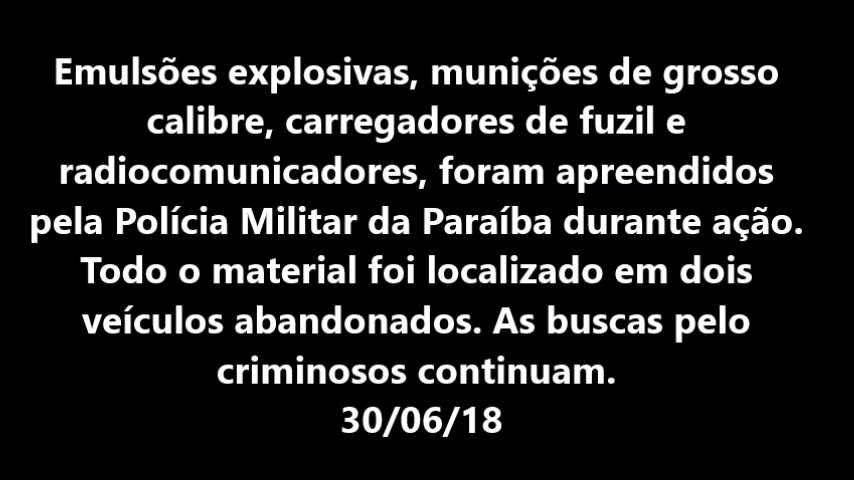 Emulsões explosivas, munições de grosso
calibre, carregadores de fuzil e
radiocomunicadores, foram apreendidos
pela Polícia Militar da Paraíba durante ação.
Todo o material foi localizado em dois
veículos abandonados. As buscas pelo
criminosos continuam.
30/06/18